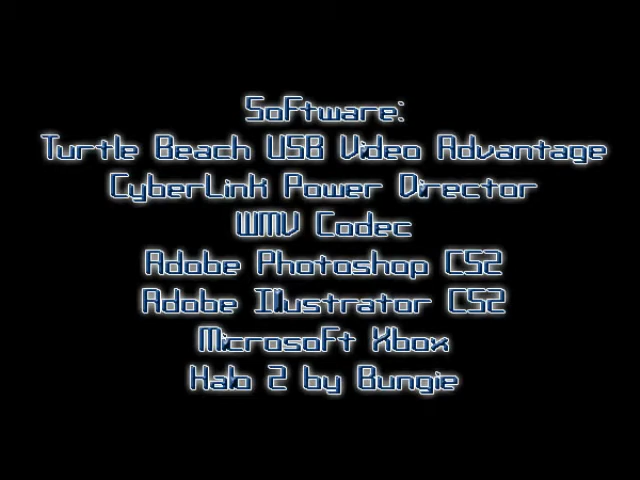 Software:
Turtle Beach USB Video Advantage
CyberLink Power Director
WMV Codec
Adobe Photoshop CS2
Adobe Illustrator CS2
Microsoft Xbox
Halo 2 by Bungie